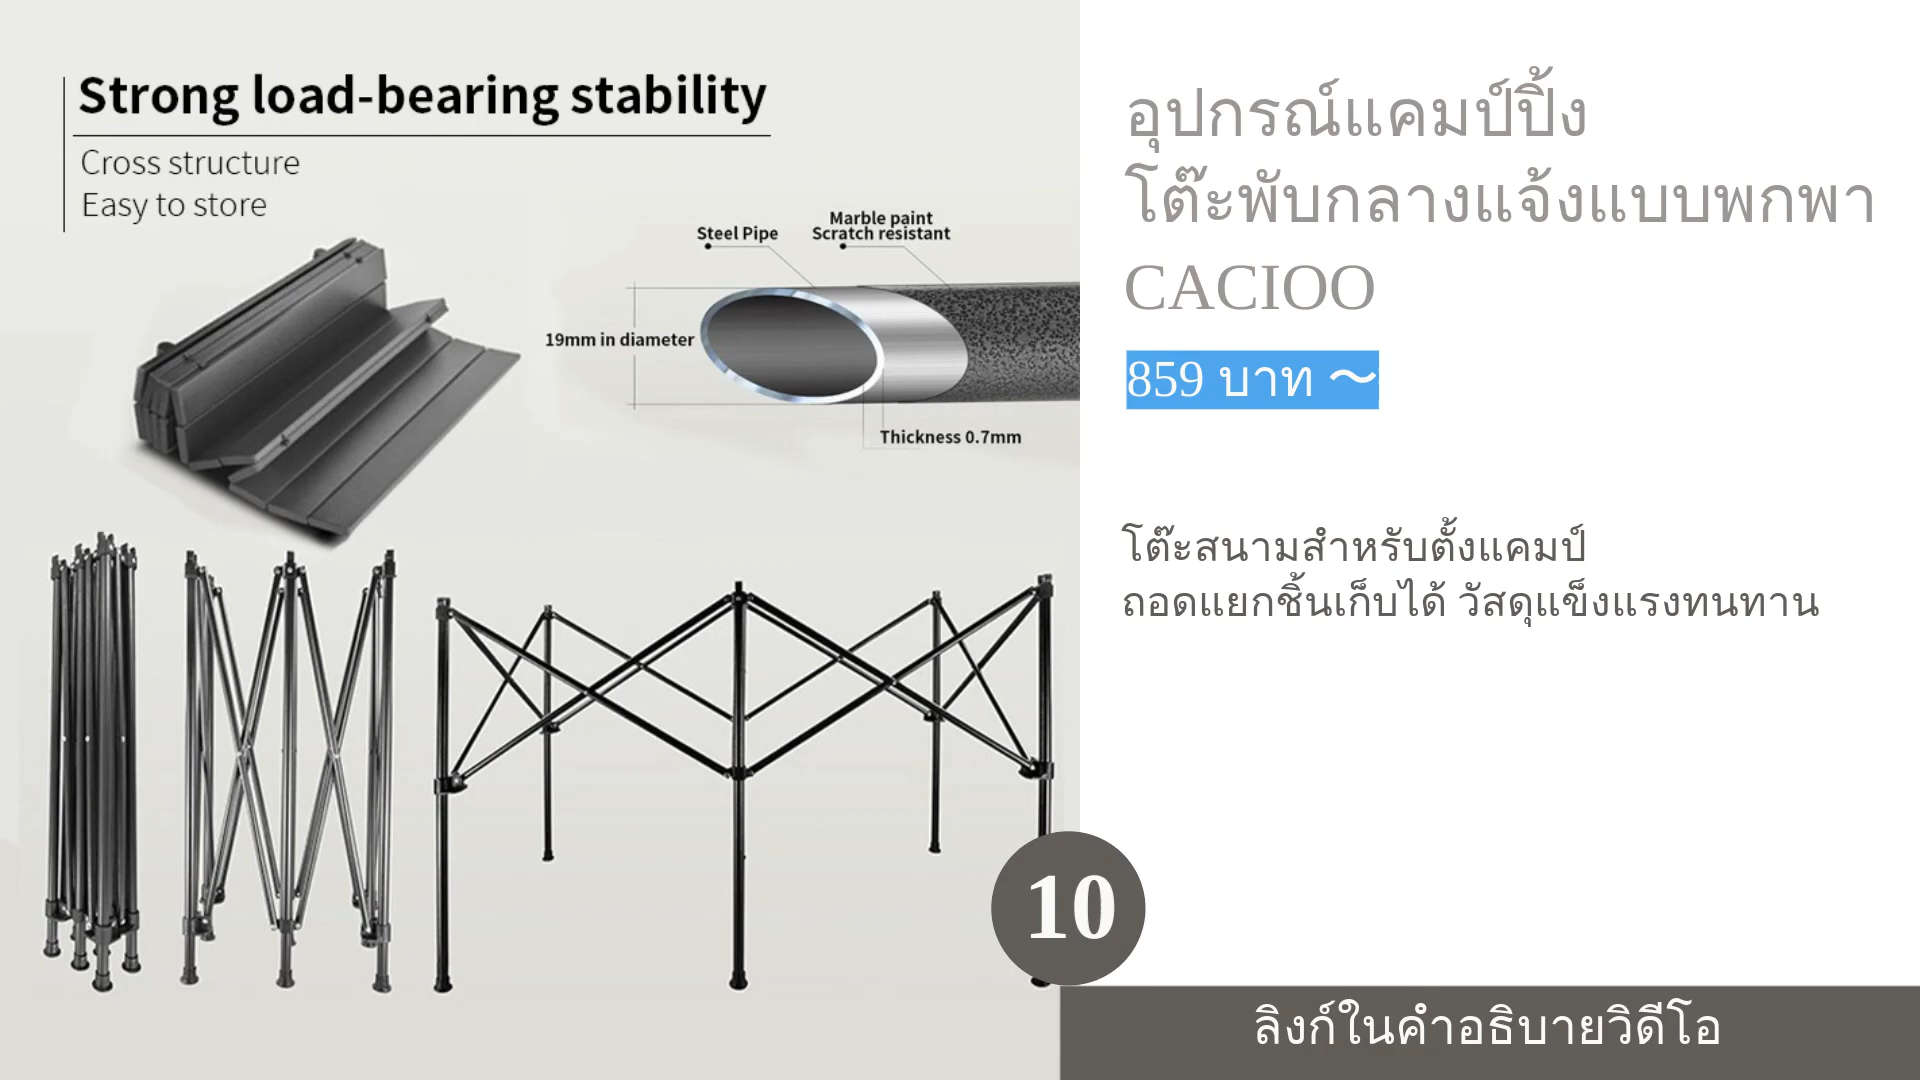 Strong load-bearing stability
Cross structure
Easy to store
Steel Pipe
Marble paint
Scratch resistant
19mm in diameter
Thickness 0.7mm
อุปกรณ์แคมป์ปิ้ง
โต๊ะพับกลางแจ้งแบบพกพา
CACIOO
859 บาท ～
โต๊ะสนามสำหรับตั้งแคมป์
ถอดแยกชิ้นเก็บได้ วัสดุแข็งแรงทนทาน
10
ลิงก์ในคำอธิบายวิดีโอ